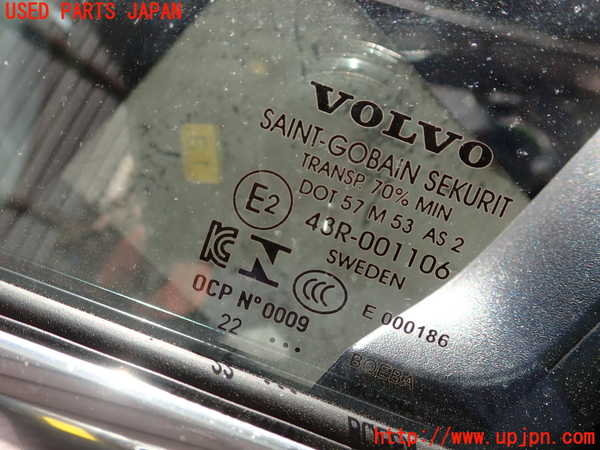 USED PARTS JAPAN
VOLVO
SAINT-GOBAIN SEKURIT
TRANSP. 70% MIN
DOT 57 M 53 AS 2
E2 43R-001106
SWEDEN
OCP N°0009 CCC E 000186
22 ...
http://www.upjpn.com/